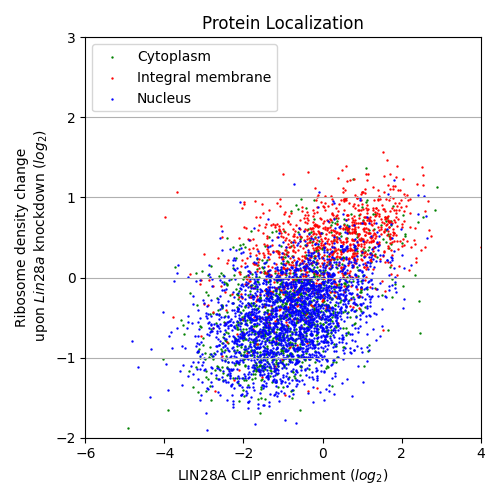 Protein Localization
Cytoplasm
Integral membrane
Nucleus
3
2
1
0
−1
−2
Ribosome density change
upon Lin28a knockdown (log2)
−6
−4
−2
0
2
4
LIN28A CLIP enrichment (log2)